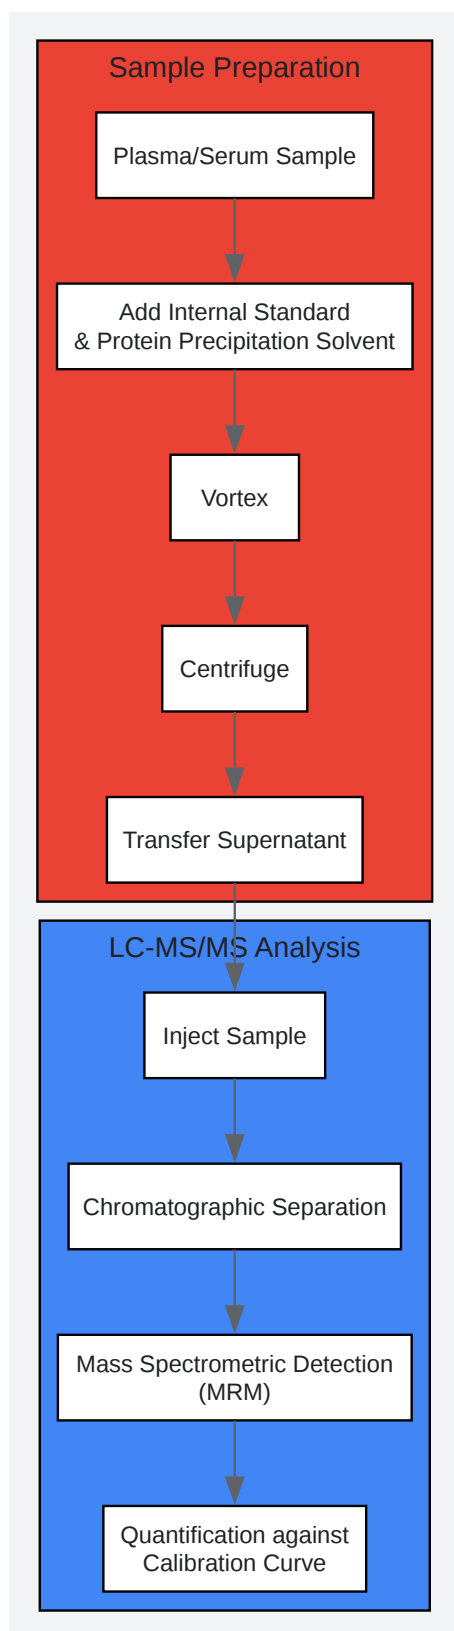 Sample Preparation
Plasma/Serum Sample
Add Internal Standard
& Protein Precipitation Solvent
Vortex
Centrifuge
Transfer Supernatant
LC-MS/MS Analysis
Inject Sample
Chromatographic Separation
Mass Spectrometric Detection
(MRM)
Quantification against
Calibration Curve